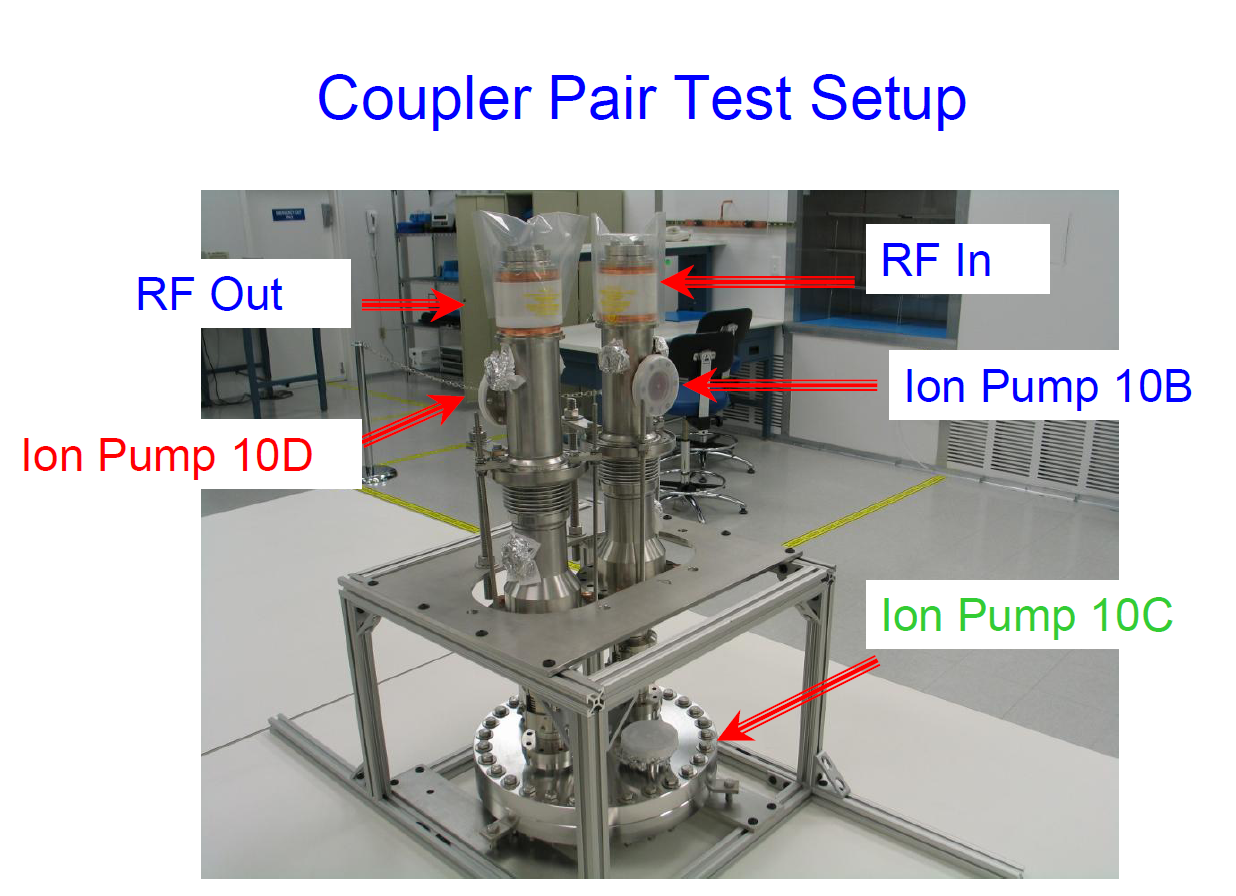 Coupler Pair Test Setup
RF In
RF Out
Ion Pump 10B
Ion Pump 10D
Ion Pump 10C